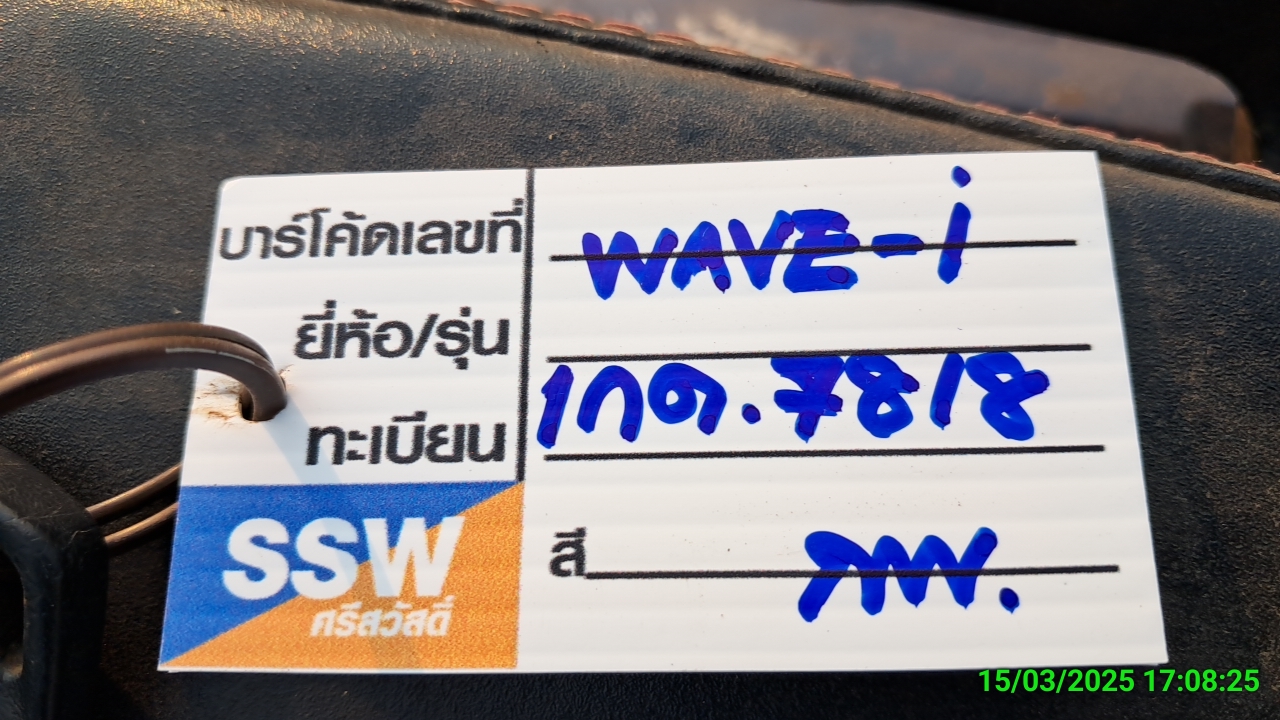 บาร์โค้ดเลขที่ WAVE-i
ยี่ห้อ/รุ่น
ทะเบียน 1กด.7818
สี กพ.
SSW
ศรีสวัสดิ์
15/03/2025 17:08:25